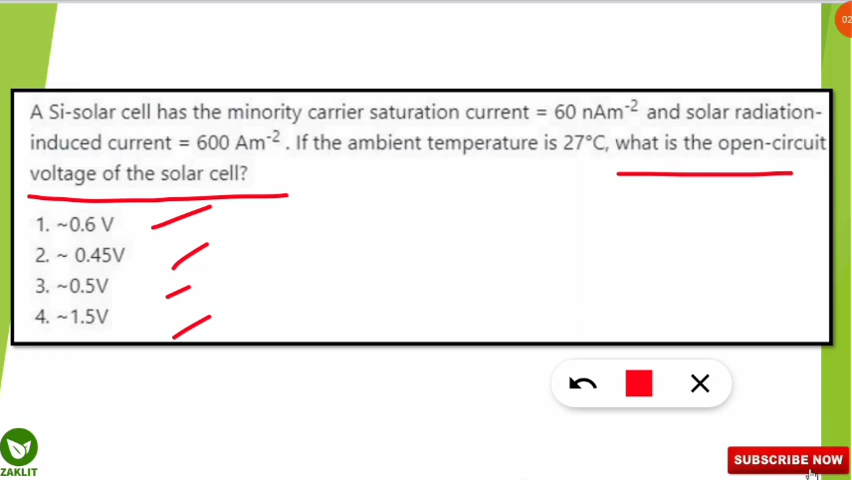 02
A Si-solar cell has the minority carrier saturation current = 60 nAm⁻² and solar radiation-
induced current = 600 Am⁻² . If the ambient temperature is 27°C, what is the open-circuit
voltage of the solar cell?
1. ~0.6 V
2. ~ 0.45V
3. ~0.5V
4. ~1.5V
ZAKLIT
SUBSCRIBE NOW